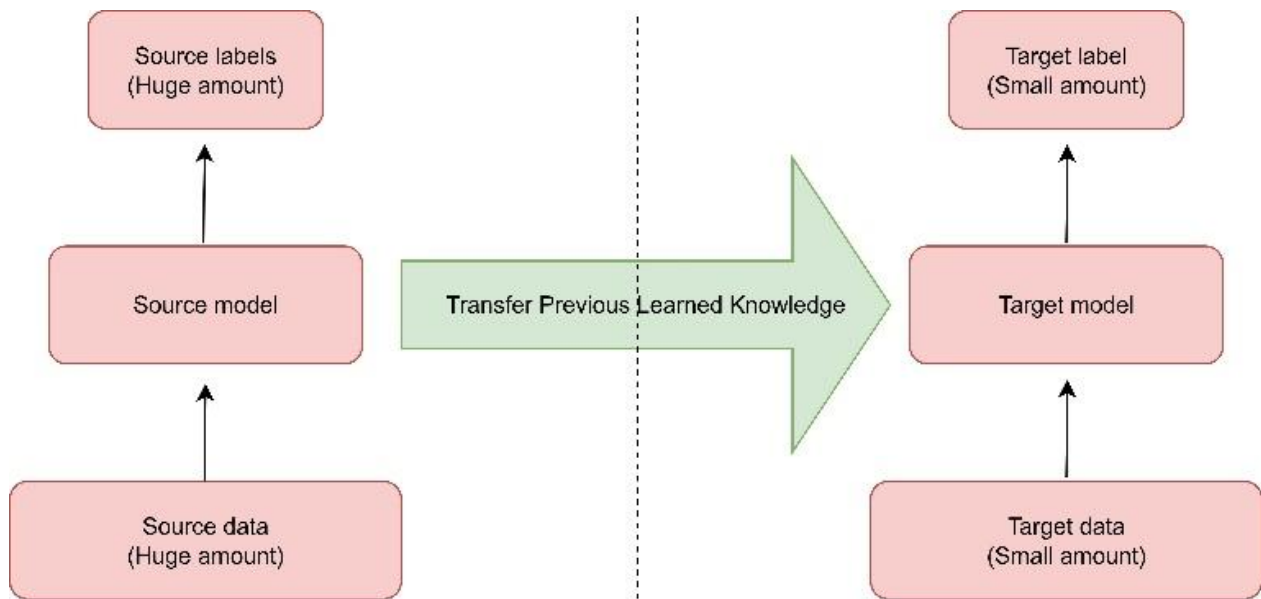 Source labels
(Huge amount)
Target label
(Small amount)
Source model
Transfer Previous Learned Knowledge
Target model
Source data
(Huge amount)
Target data
(Small amount)